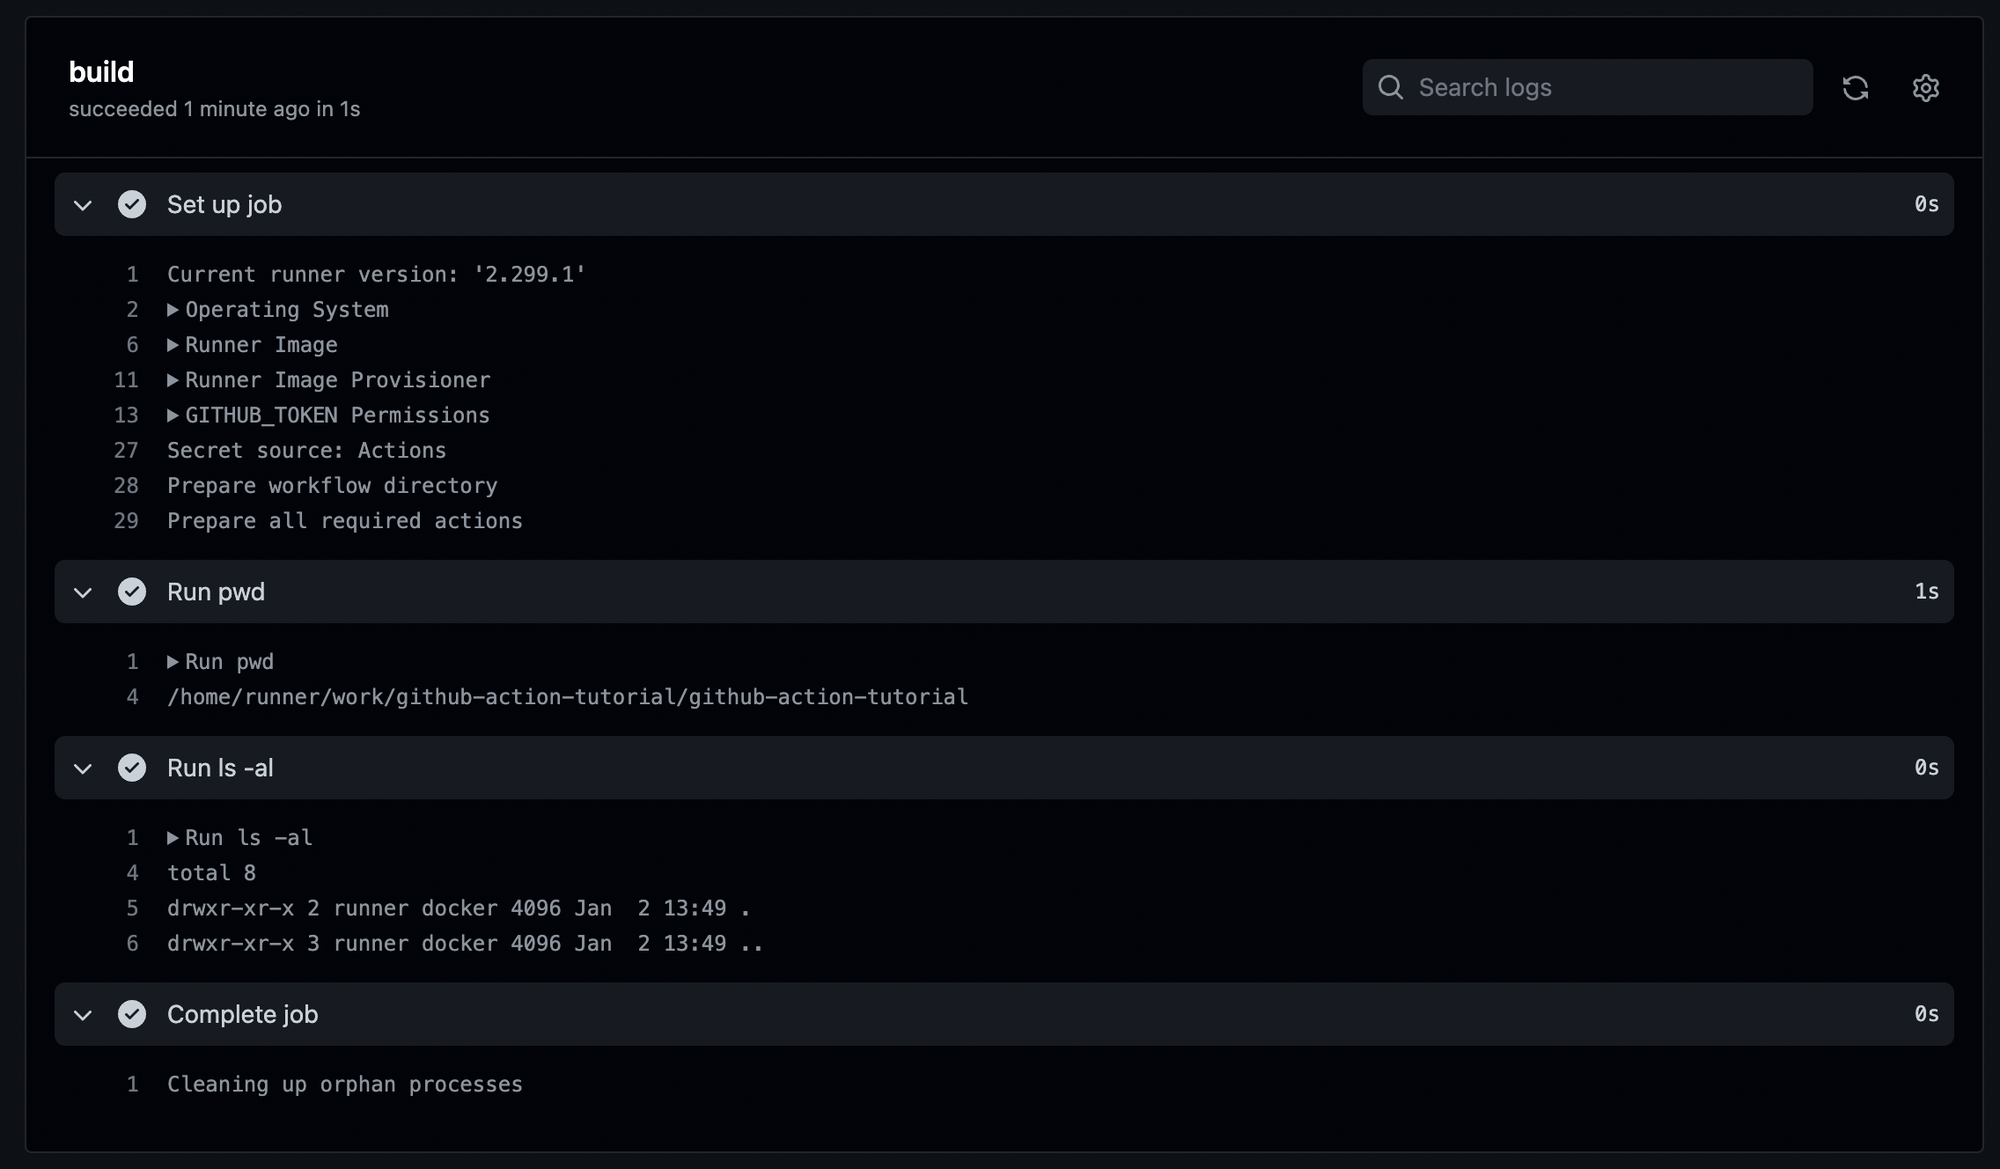 build
succeeded 1 minute ago in 1s
Search logs
Set up job 0s
1 Current runner version: '2.299.1'
2 Operating System
6 Runner Image
11 Runner Image Provisioner
13 GITHUB_TOKEN Permissions
27 Secret source: Actions
28 Prepare workflow directory
29 Prepare all required actions
Run pwd 1s
1 Run pwd
4 /home/runner/work/github-action-tutorial/github-action-tutorial
Run ls -al 0s
1 Run ls -al
4 total 8
5 drwxr-xr-x 2 runner docker 4096 Jan  2 13:49 .
6 drwxr-xr-x 3 runner docker 4096 Jan  2 13:49 ..
Complete job 0s
1 Cleaning up orphan processes